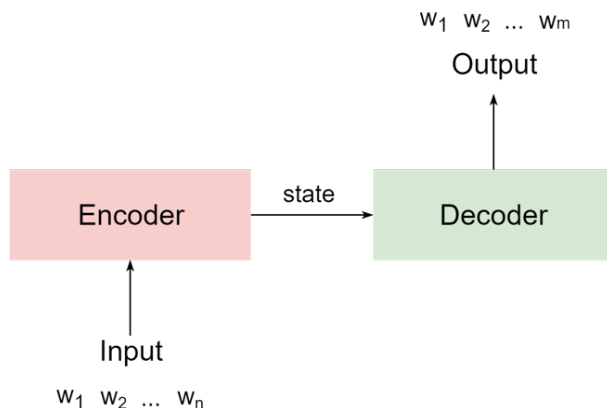 w₁ w₂ ... wₘ
Output
state
Encoder
Decoder
Input
w₁ w₂ ... wₙ